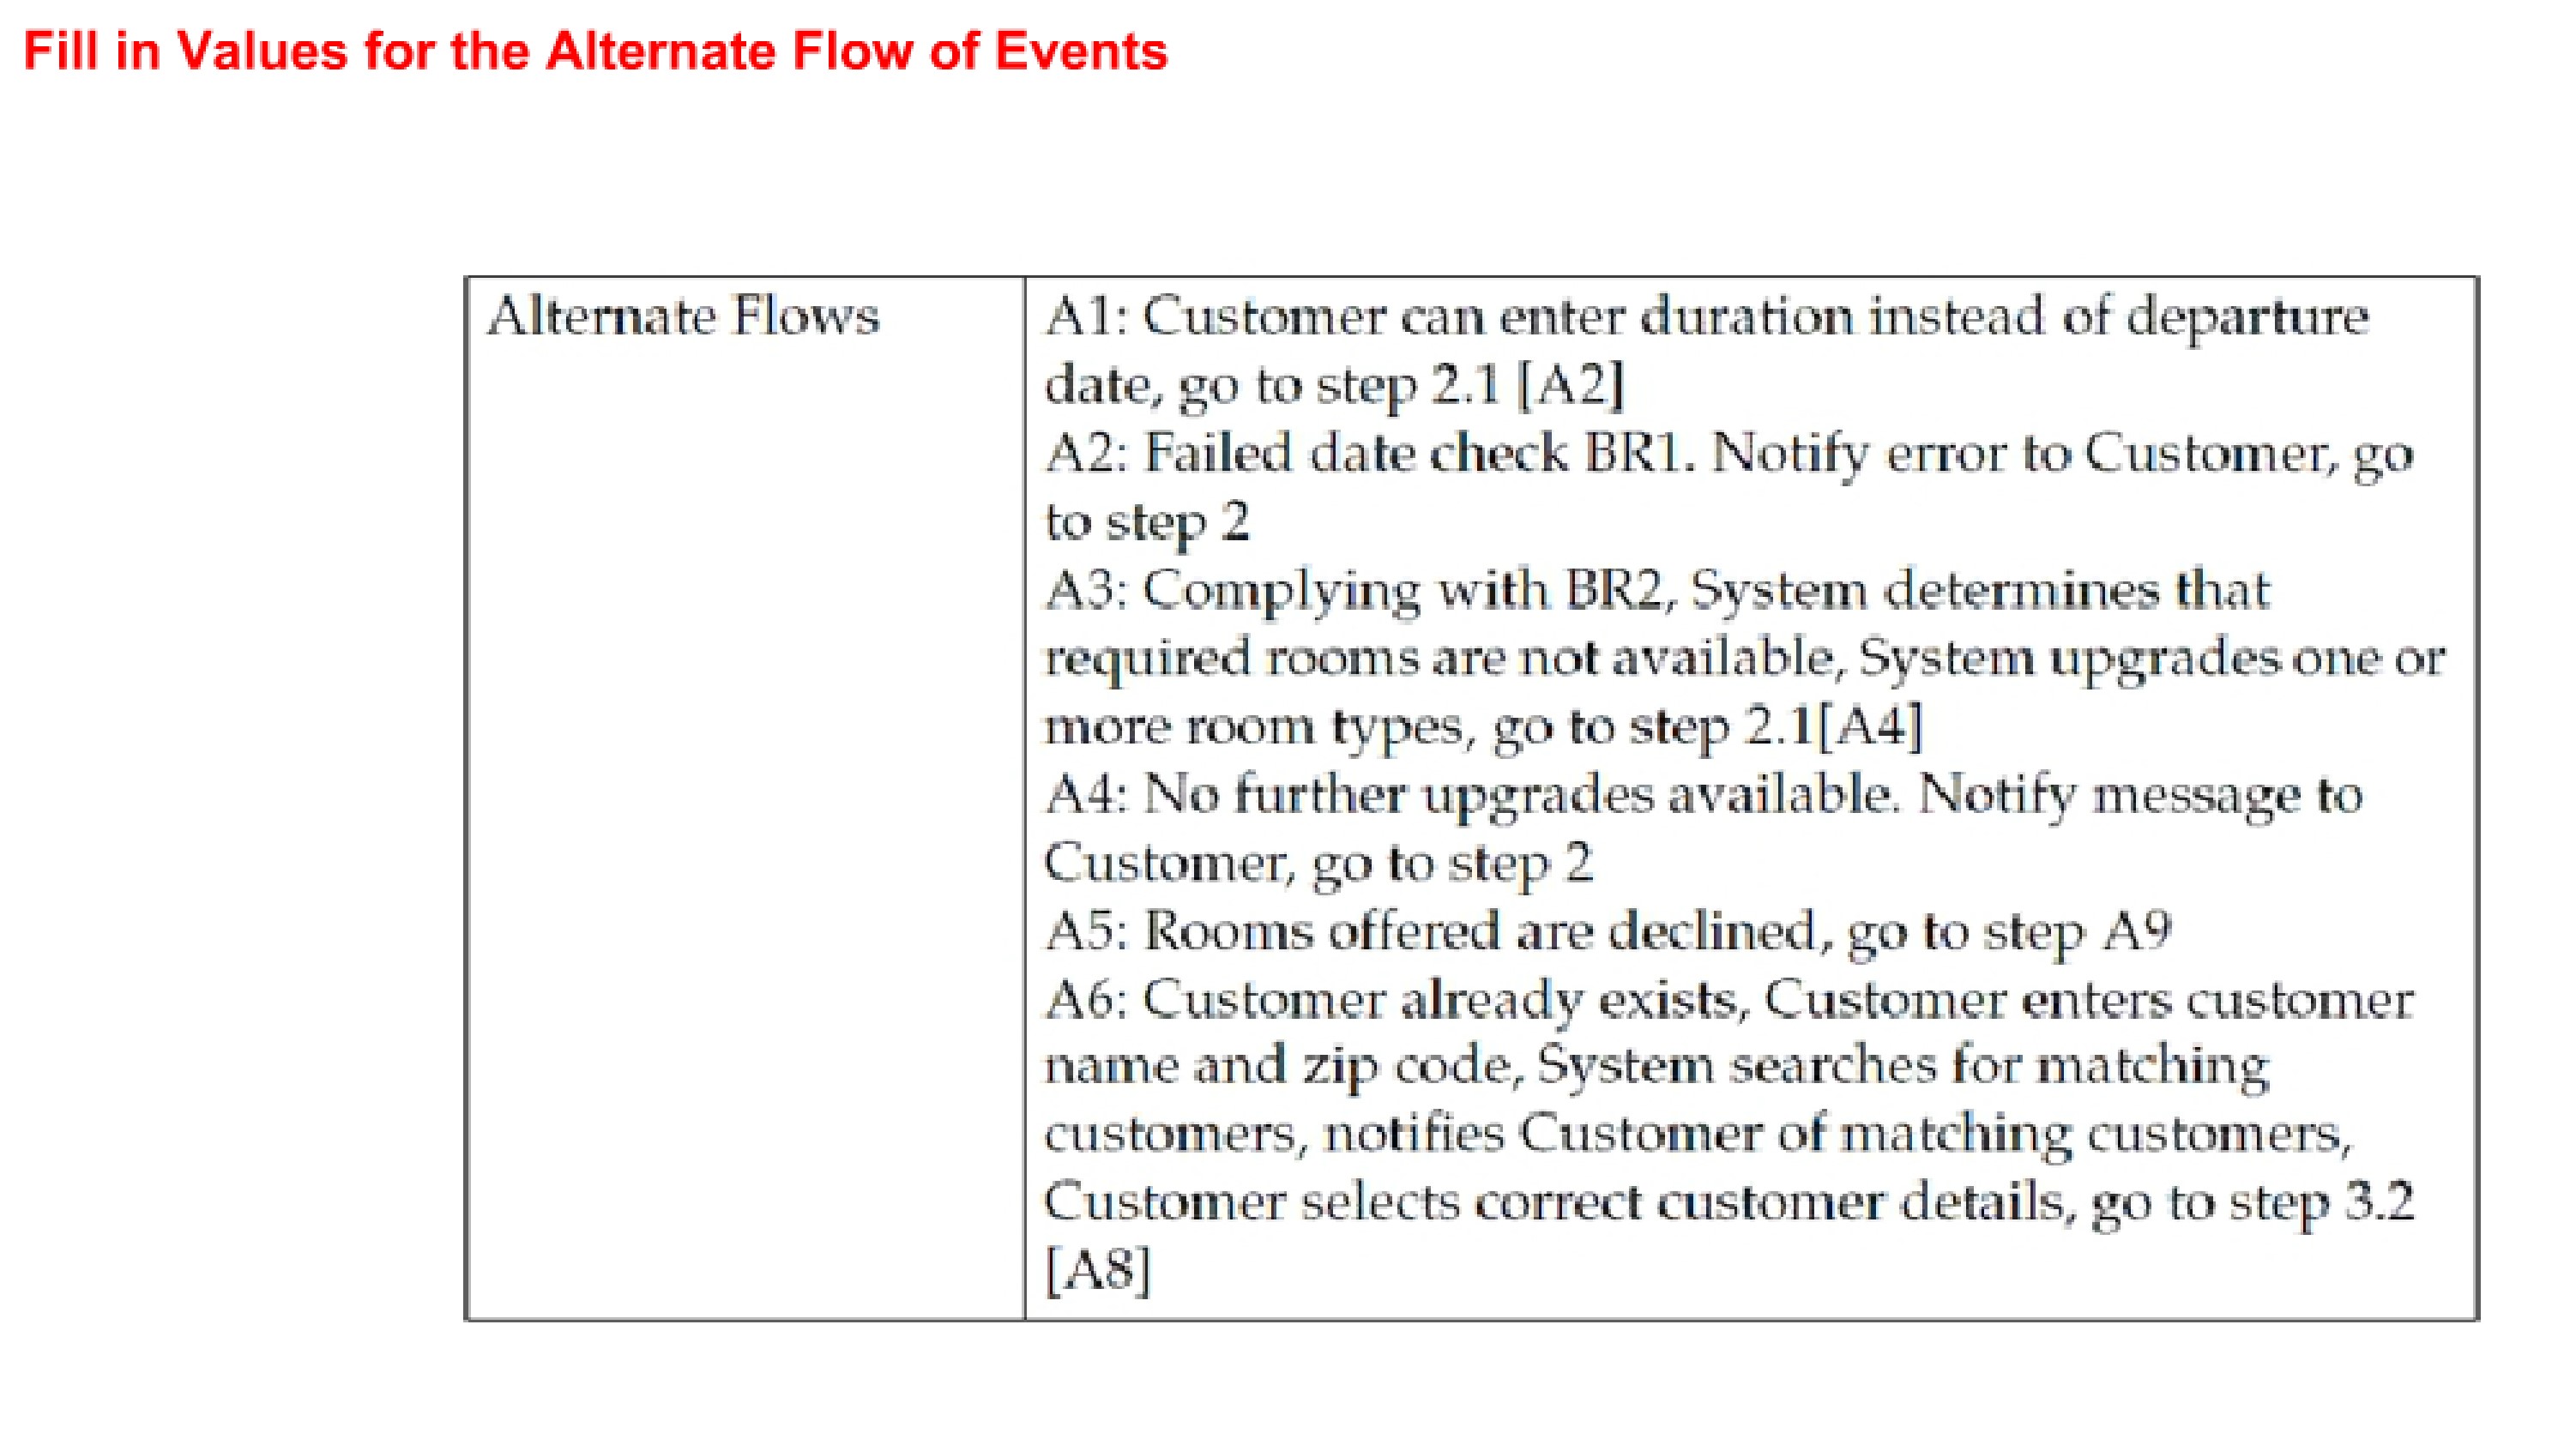 Fill in Values for the Alternate Flow of Events
Alternate Flows
A1: Customer can enter duration instead of departure
date, go to step 2.1 [A2]
A2: Failed date check BR1. Notify error to Customer, go
to step 2
A3: Complying with BR2, System determines that
required rooms are not available, System upgrades one or
more room types, go to step 2.1[A4]
A4: No further upgrades available. Notify message to
Customer, go to step 2
A5: Rooms offered are declined, go to step A9
A6: Customer already exists, Customer enters customer
name and zip code, System searches for matching
customers, notifies Customer of matching customers,
Customer selects correct customer details, go to step 3.2
[A8]